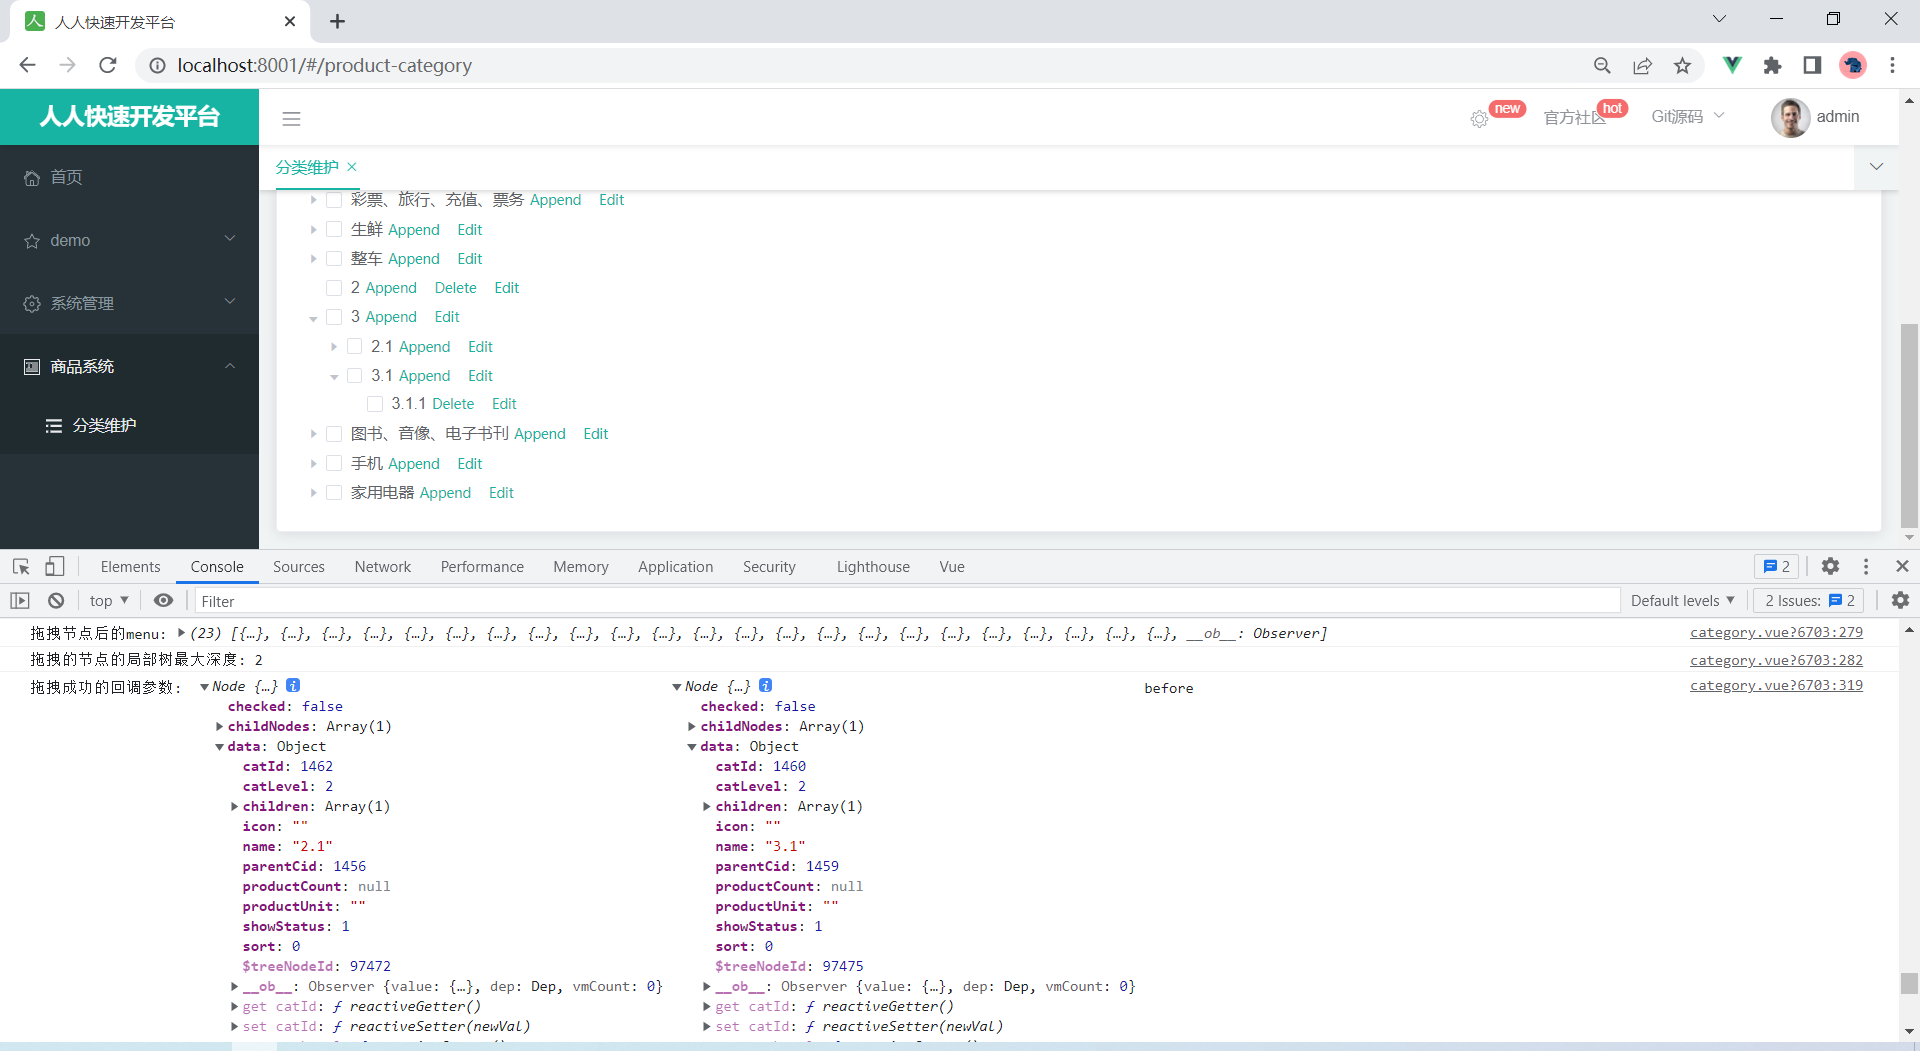 人人快速开发平台
localhost:8001/#/product-category
人人快速开发平台
new
官方社区
hot
Git源码
admin
首页
demo
系统管理
商品系统
分类维护
分类维护
彩票、旅行、充值、票务 Append Edit
生鲜 Append Edit
整车 Append Edit
2 Append Delete Edit
3 Append Edit
2.1 Append Edit
3.1 Append Edit
3.1.1 Delete Edit
图书、音像、电子书刊 Append Edit
手机 Append Edit
家用电器 Append Edit
Elements Console Sources Network Performance Memory Application Security Lighthouse Vue 2
top Filter Default levels 2 Issues: 2
拖拽节点后的menu: (23) [{…}, {…}, {…}, {…}, {…}, {…}, {…}, {…}, {…}, {…}, {…}, {…}, {…}, {…}, {…}, {…}, {…}, {…}, {…}, {…}, {…}, {…}, {…}, __ob__: Observer] category.vue?6703:279
拖拽的节点的局部树最大深度: 2 category.vue?6703:282
拖拽成功的回调参数: Node {…} Node {…} before category.vue?6703:319
checked: false checked: false
childNodes: Array(1) childNodes: Array(1)
data: Object data: Object
catId: 1462 catId: 1460
catLevel: 2 catLevel: 2
children: Array(1) children: Array(1)
icon: "" icon: ""
name: "2.1" name: "3.1"
parentCid: 1456 parentCid: 1459
productCount: null productCount: null
productUnit: "" productUnit: ""
showStatus: 1 showStatus: 1
sort: 0 sort: 0
$treeNodeId: 97472 $treeNodeId: 97475
__ob__: Observer {value: {…}, dep: Dep, vmCount: 0} __ob__: Observer {value: {…}, dep: Dep, vmCount: 0}
get catId: ƒ reactiveGetter() get catId: ƒ reactiveGetter()
set catId: ƒ reactiveSetter(newVal) set catId: ƒ reactiveSetter(newVal)